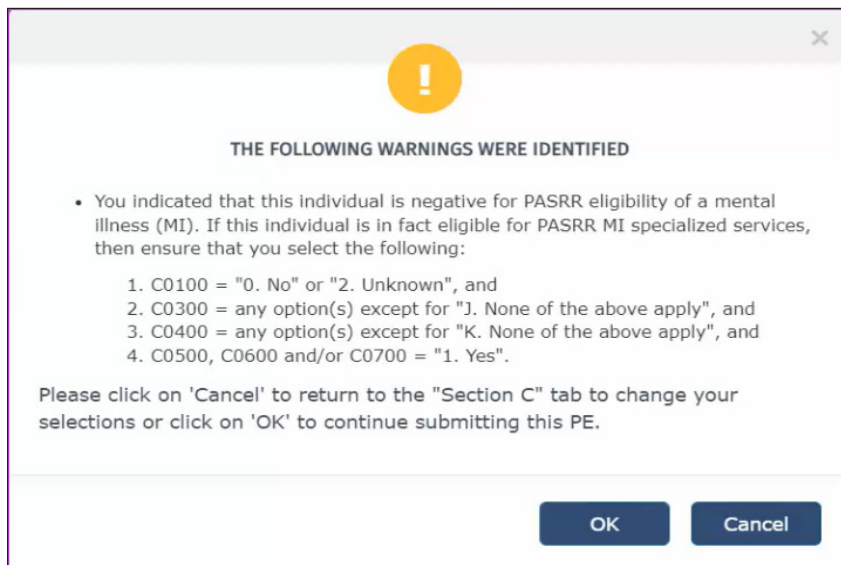 ×
!
THE FOLLOWING WARNINGS WERE IDENTIFIED
• You indicated that this individual is negative for PASRR eligibility of a mental
illness (MI). If this individual is in fact eligible for PASRR MI specialized services,
then ensure that you select the following:
1. C0100 = "0. No" or "2. Unknown", and
2. C0300 = any option(s) except for "J. None of the above apply", and
3. C0400 = any option(s) except for "K. None of the above apply", and
4. C0500, C0600 and/or C0700 = "1. Yes".
Please click on 'Cancel' to return to the "Section C" tab to change your
selections or click on 'OK' to continue submitting this PE.
OK Cancel